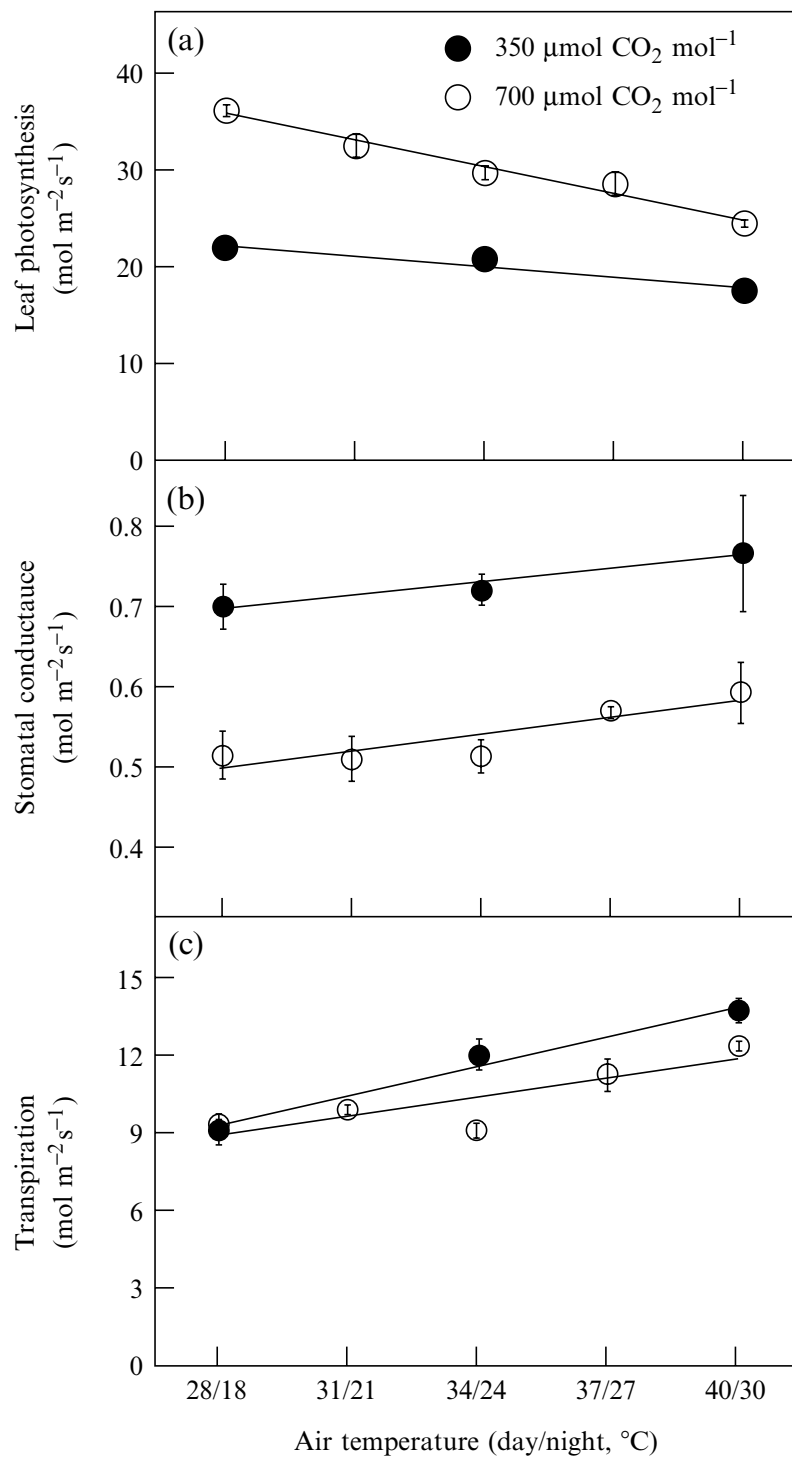 (a)
350 μmol CO₂ mol⁻¹
700 μmol CO₂ mol⁻¹
Leaf photosynthesis
(mol m⁻²s⁻¹)
40
30
20
10
0
(b)
Stomatal conductauce
(mol m⁻²s⁻¹)
0.8
0.7
0.6
0.5
0.4
(c)
Transpiration
(mol m⁻²s⁻¹)
15
12
9
6
3
0
28/18 31/21 34/24 37/27 40/30
Air temperature (day/night, °C)